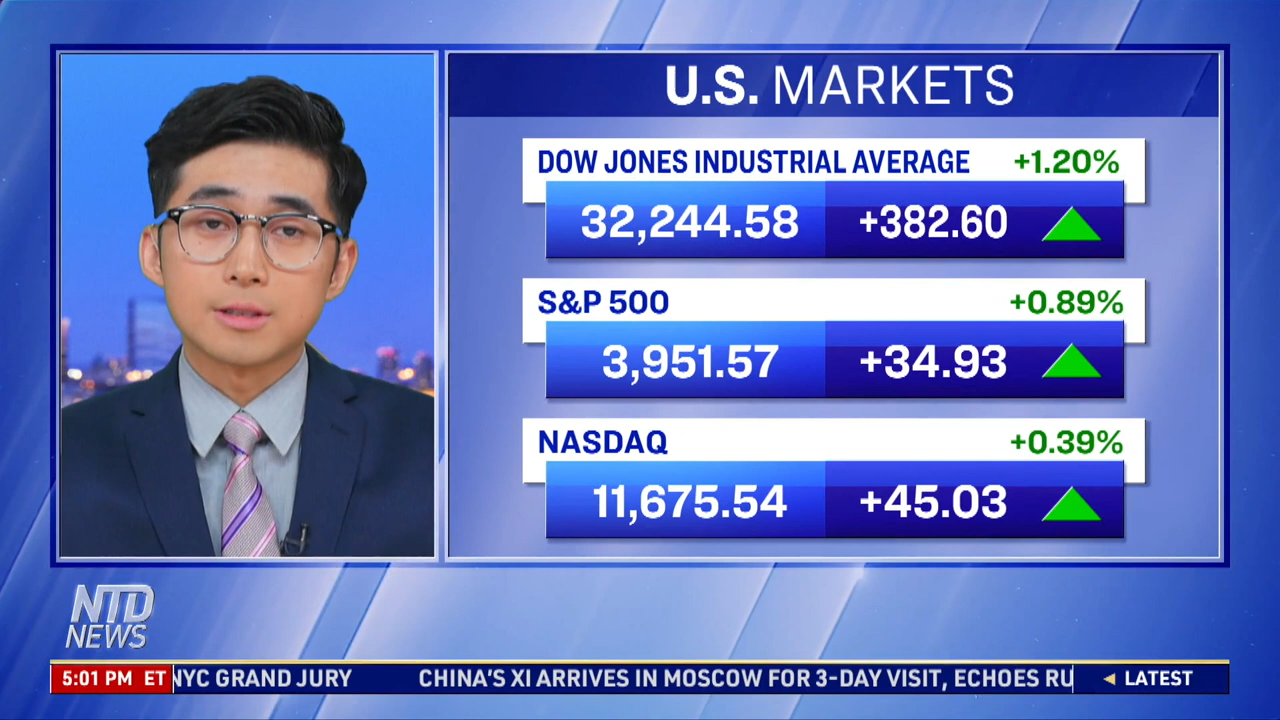 U.S. MARKETS
DOW JONES INDUSTRIAL AVERAGE +1.20%
32,244.58 +382.60
S&P 500 +0.89%
3,951.57 +34.93
NASDAQ +0.39%
11,675.54 +45.03
NTD
NEWS
5:01 PM ET NYC GRAND JURY CHINA'S XI ARRIVES IN MOSCOW FOR 3-DAY VISIT, ECHOES RU LATEST